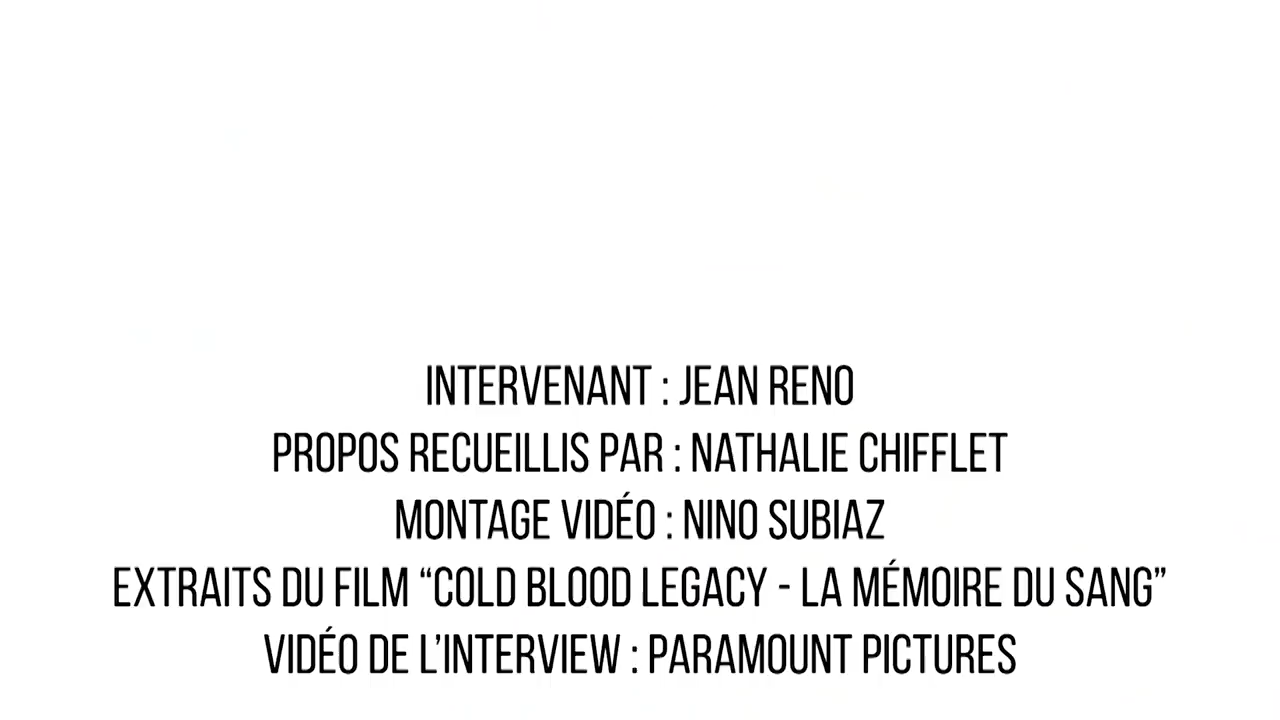 INTERVENANT : JEAN RENO
PROPOS RECUEILLIS PAR : NATHALIE CHIFFLET
MONTAGE VIDÉO : NINO SUBIAZ
EXTRAITS DU FILM “COLD BLOOD LEGACY - LA MÉMOIRE DU SANG”
VIDÉO DE L’INTERVIEW : PARAMOUNT PICTURES